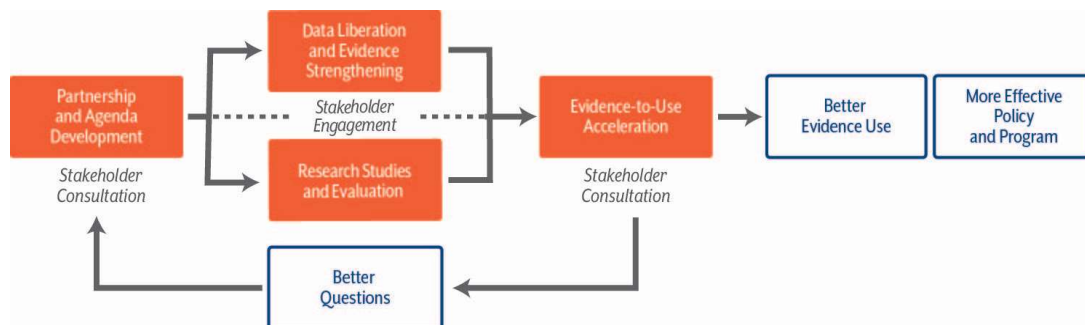 Data Liberation
and Evidence
Strengthening
Partnership
and Agenda
Development
Stakeholder
Engagement
Evidence-to-Use
Acceleration
Better
Evidence Use
More Effective
Policy
and Program
Stakeholder
Consultation
Research Studies
and Evaluation
Stakeholder
Consultation
Better
Questions